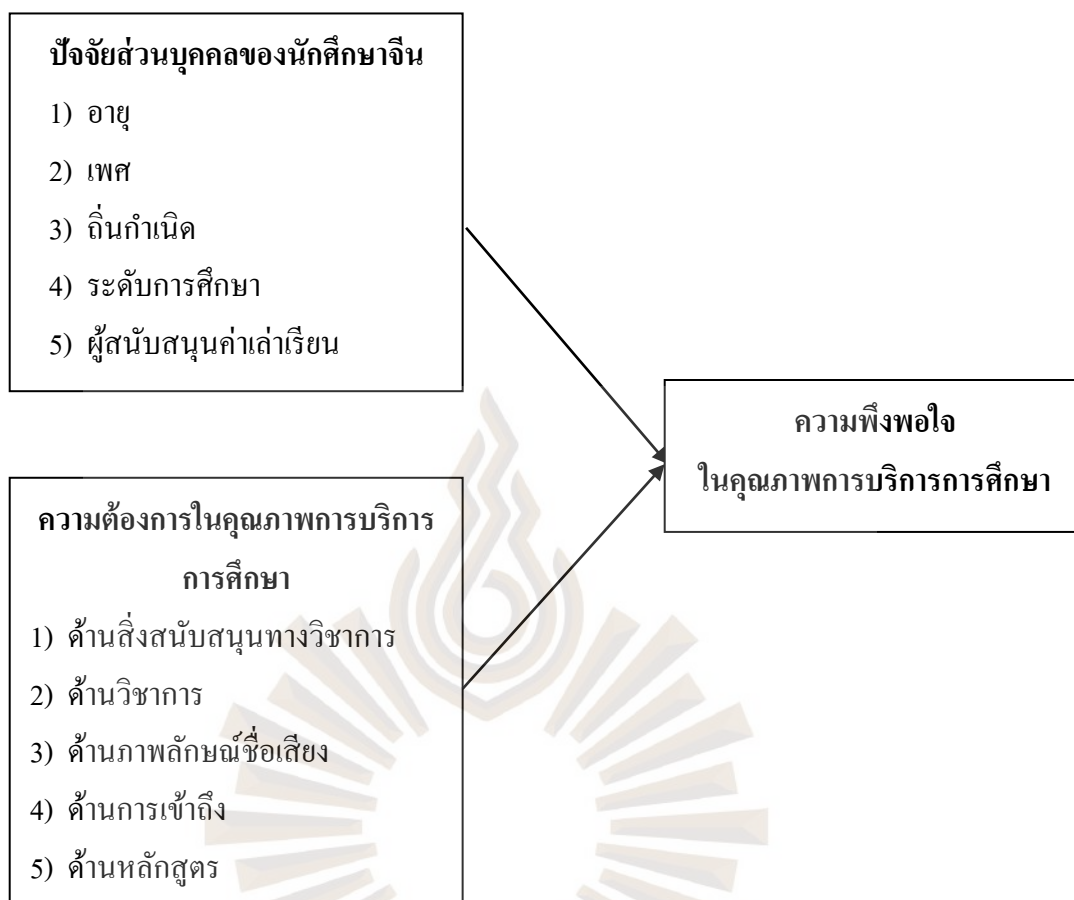 ปัจจัยส่วนบุคคลของนักศึกษาจีน
1) อายุ
2) เพศ
3) ถิ่นกำเนิด
4) ระดับการศึกษา
5) ผู้สนับสนุนค่าเล่าเรียน
ความพึงพอใจ
ในคุณภาพการบริการการศึกษา
ความต้องการในคุณภาพการบริการ
การศึกษา
1) ด้านสิ่งสนับสนุนทางวิชาการ
2) ด้านวิชาการ
3) ด้านภาพลักษณ์ชื่อเสียง
4) ด้านการเข้าถึง
5) ด้านหลักสูตร